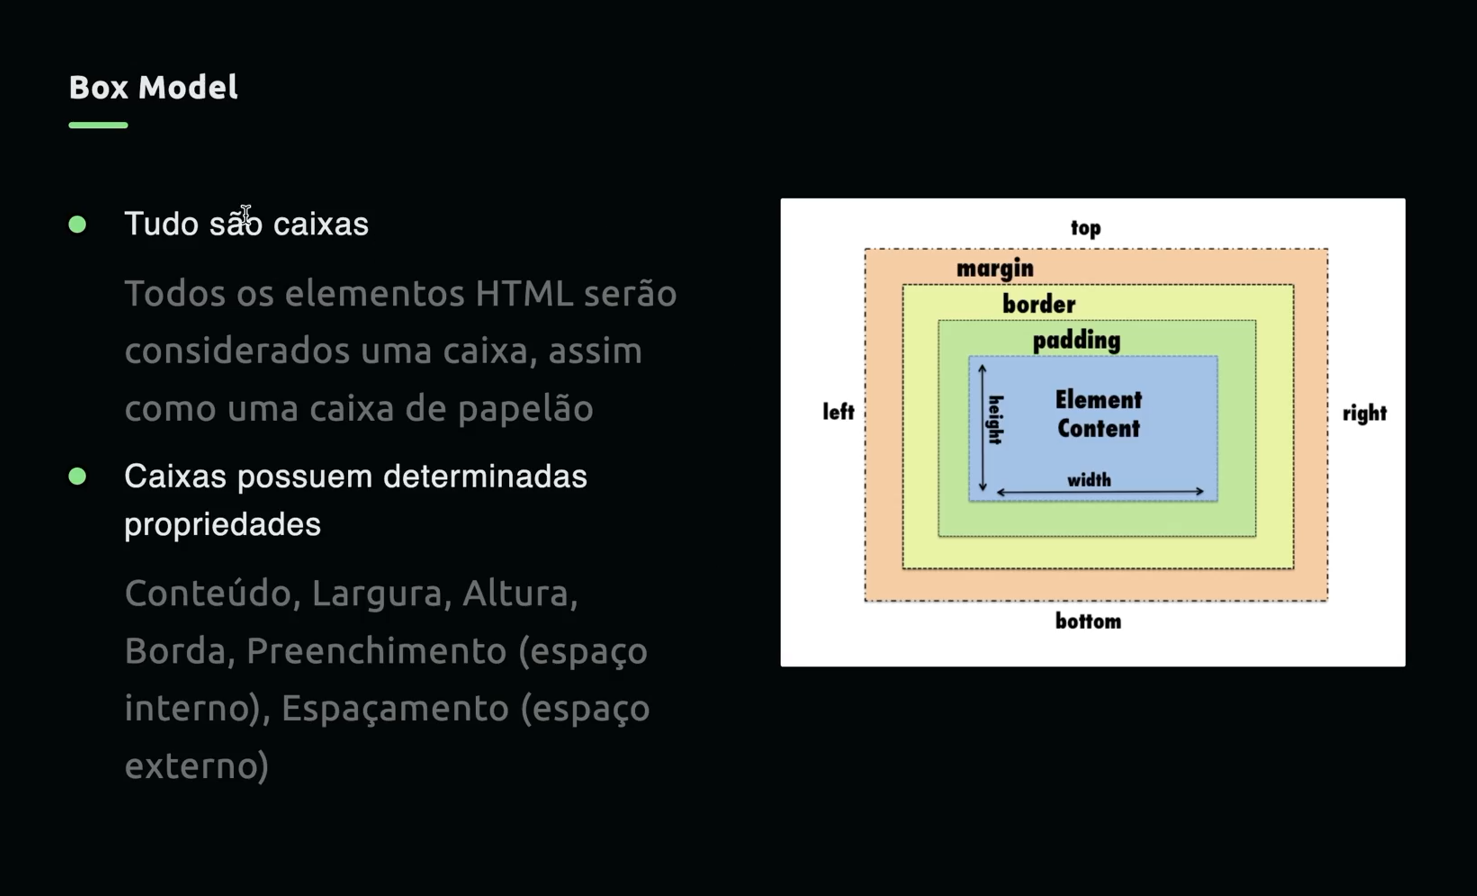 Box Model
Tudo são caixas
Todos os elementos HTML serão
considerados uma caixa, assim
como uma caixa de papelão
Caixas possuem determinadas
propriedades
Conteúdo, Largura, Altura,
Borda, Preenchimento (espaço
interno), Espaçamento (espaço
externo)
top
margin
border
padding
left
height
Element
Content
width
right
bottom